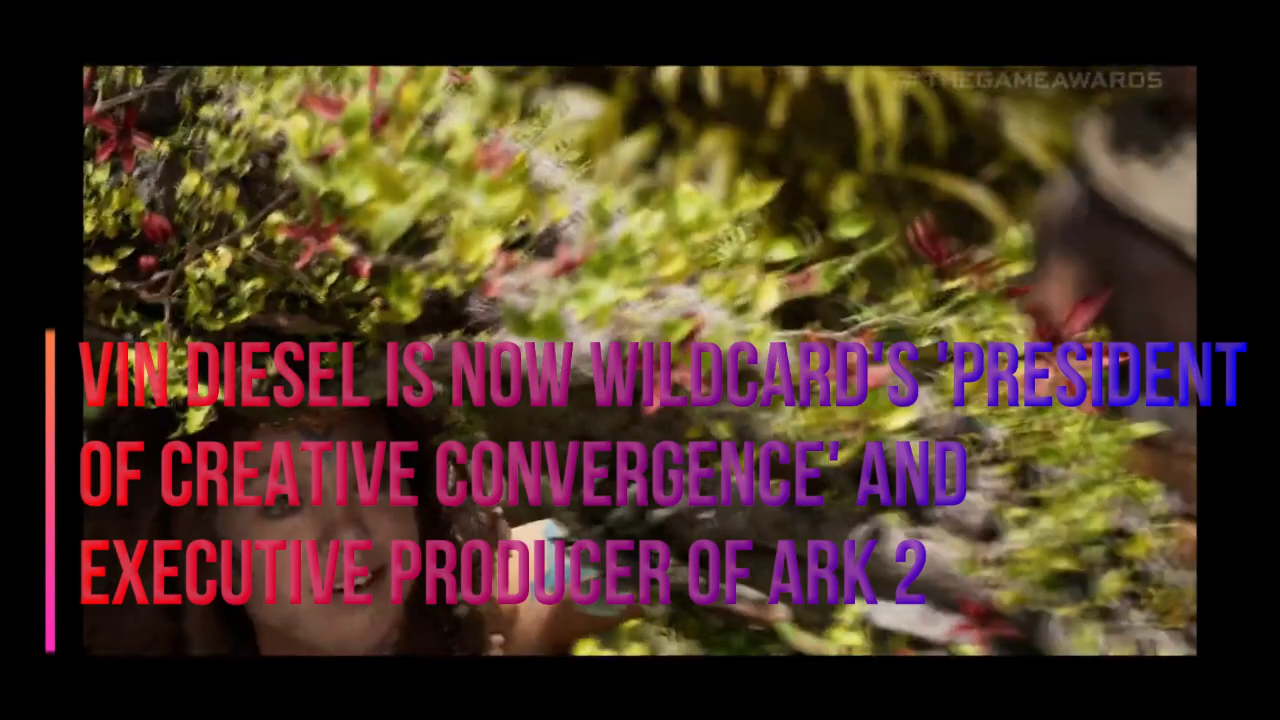 #THEGAMEAWARDS
VIN DIESEL IS NOW WILDCARD'S 'PRESIDENT
OF CREATIVE CONVERGENCE' AND
EXECUTIVE PRODUCER OF ARK 2